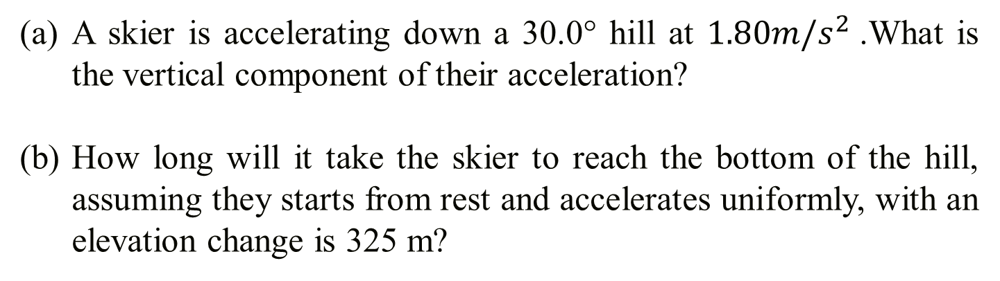 (a) A skier is accelerating down a 30.0° hill at 1.80m/s² .What is
the vertical component of their acceleration?
(b) How long will it take the skier to reach the bottom of the hill,
assuming they starts from rest and accelerates uniformly, with an
elevation change is 325 m?